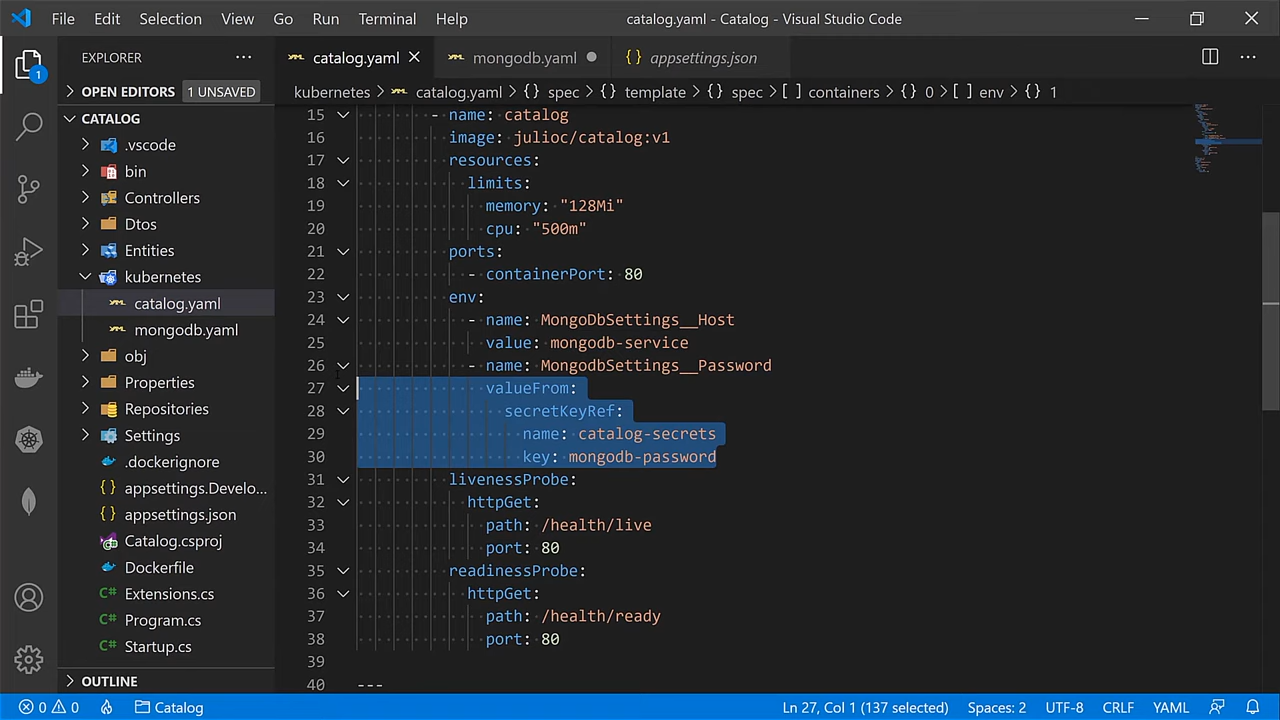 File Edit Selection View Go Run Terminal Help
catalog.yaml - Catalog - Visual Studio Code
EXPLORER
1
catalog.yaml
mongodb.yaml
{} appsettings.json
OPEN EDITORS 1 UNSAVED
kubernetes > catalog.yaml > {} spec > {} template > {} spec > [ ] containers > {} 0 > [ ] env > {} 1
CATALOG
.vscode
bin
Controllers
Dtos
Entities
kubernetes
catalog.yaml
mongodb.yaml
obj
Properties
Repositories
Settings
.dockerignore
{} appsettings.Develo...
{} appsettings.json
Catalog.csproj
Dockerfile
C# Extensions.cs
C# Program.cs
C# Startup.cs
OUTLINE
15 - name: catalog
16 image: julioc/catalog:v1
17 resources:
18 limits:
19 memory: "128Mi"
20 cpu: "500m"
21 ports:
22 - containerPort: 80
23 env:
24 - name: MongoDbSettings__Host
25 value: mongodb-service
26 - name: MongodbSettings__Password
27 valueFrom:
28 secretKeyRef:
29 name: catalog-secrets
30 key: mongodb-password
31 livenessProbe:
32 httpGet:
33 path: /health/live
34 port: 80
35 readinessProbe:
36 httpGet:
37 path: /health/ready
38 port: 80
39
40 ---
0 0 Catalog
Ln 27, Col 1 (137 selected) Spaces: 2 UTF-8 CRLF YAML